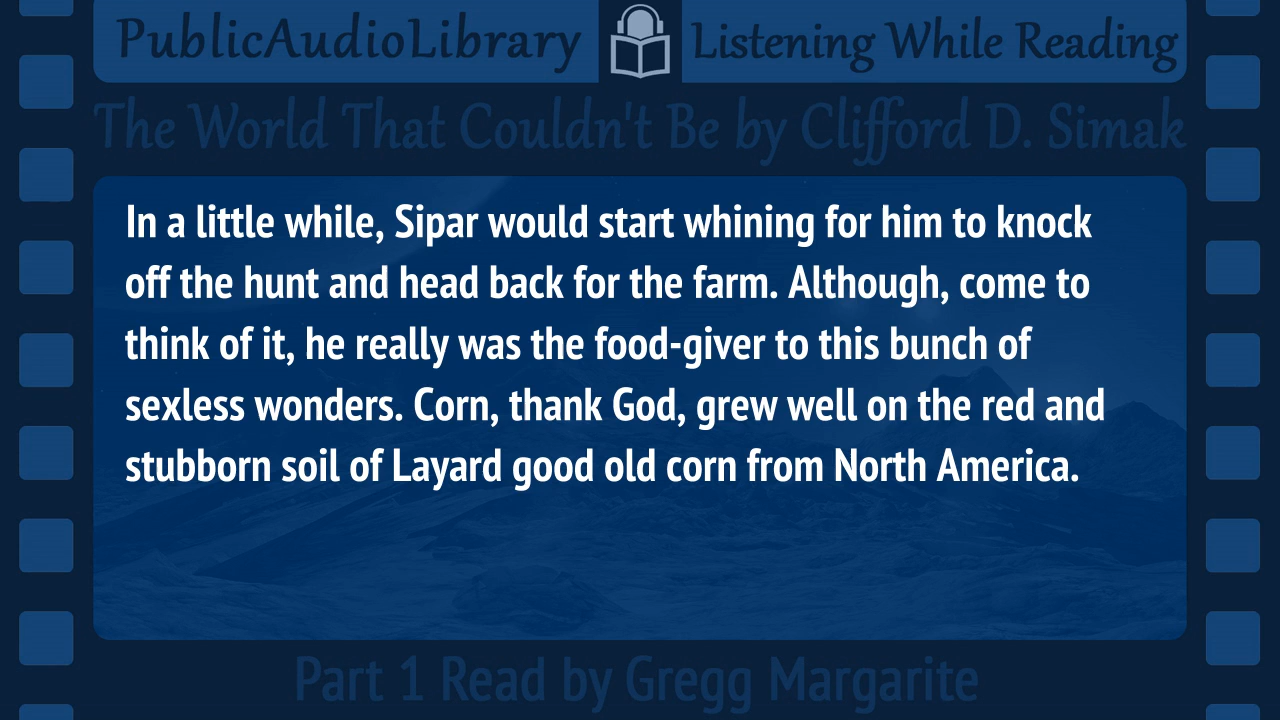 PublicAudioLibrary Listening While Reading
The World That Couldn't Be by Clifford D. Simak
In a little while, Sipar would start whining for him to knock
off the hunt and head back for the farm. Although, come to
think of it, he really was the food-giver to this bunch of
sexless wonders. Corn, thank God, grew well on the red and
stubborn soil of Layard good old corn from North America.
Part 1 Read by Gregg Margarite